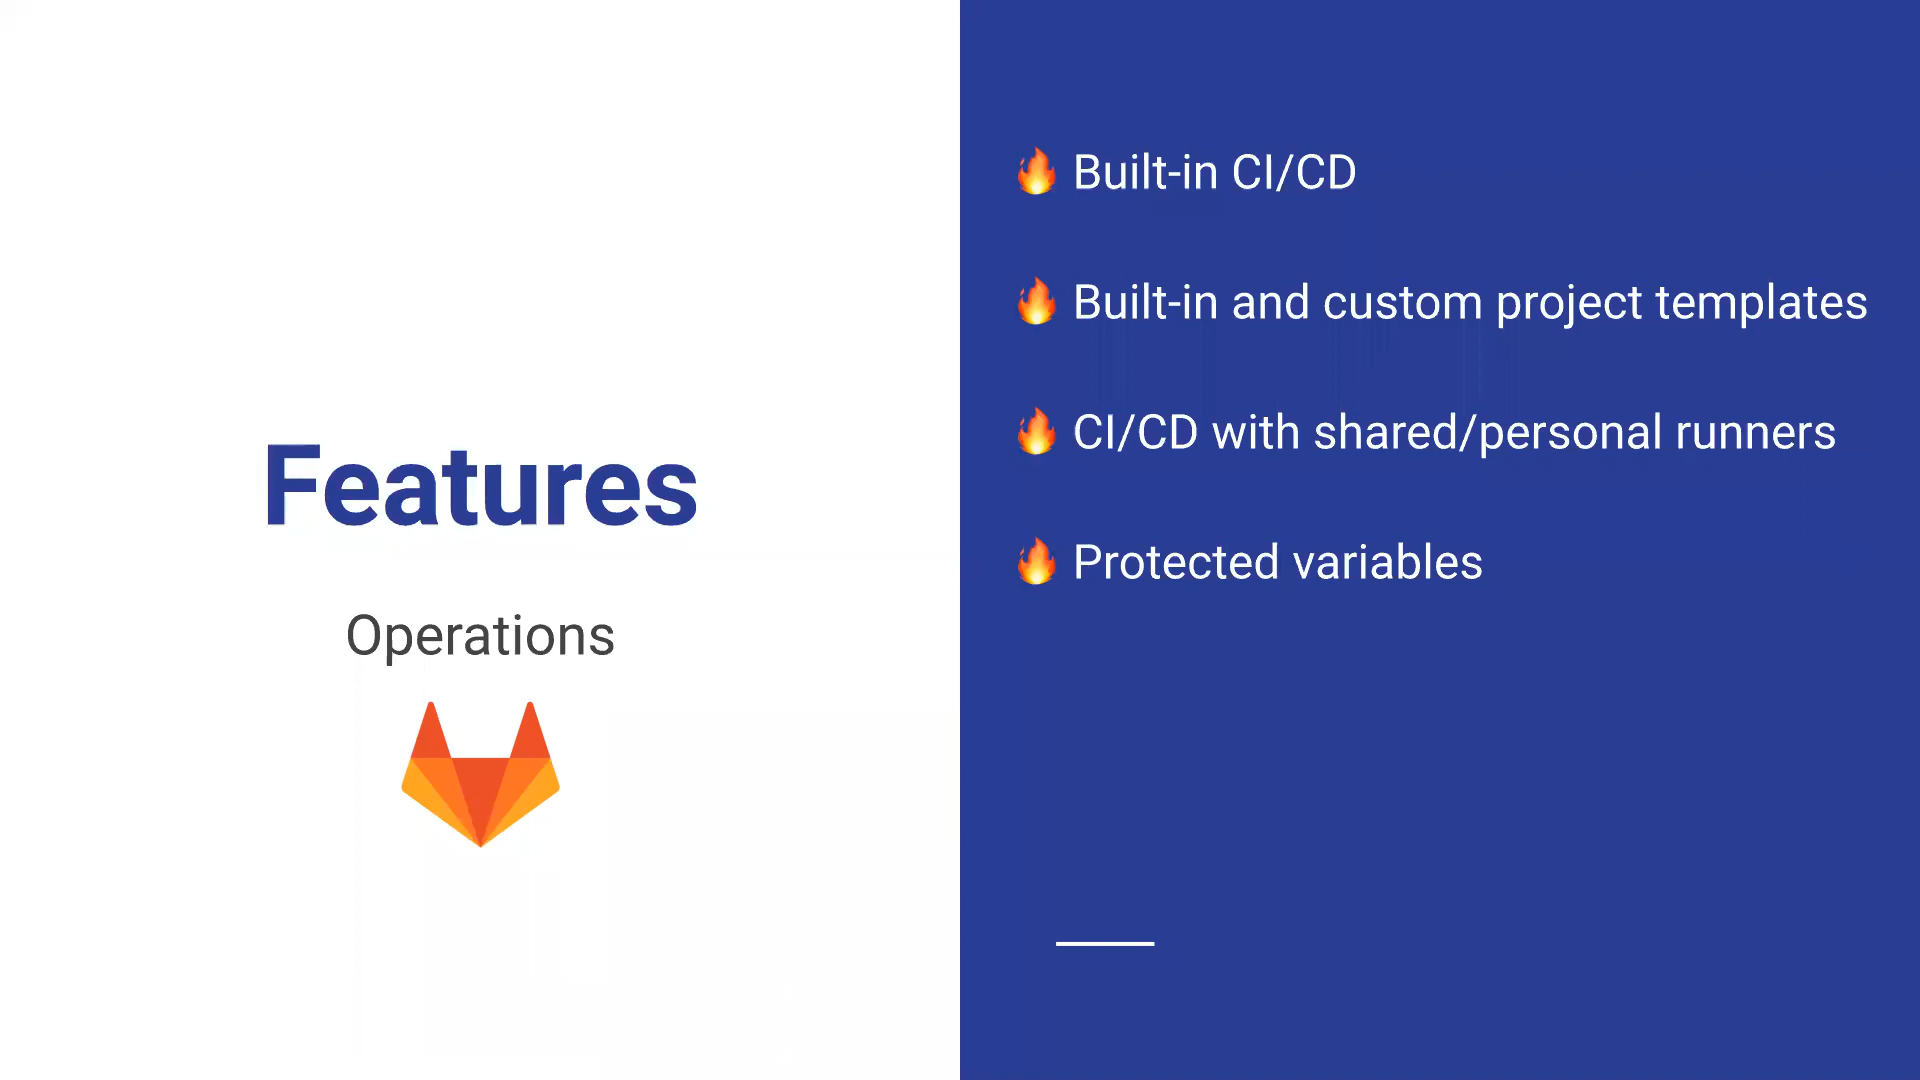 Features
Operations
🔥 Built-in CI/CD
🔥 Built-in and custom project templates
🔥 CI/CD with shared/personal runners
🔥 Protected variables